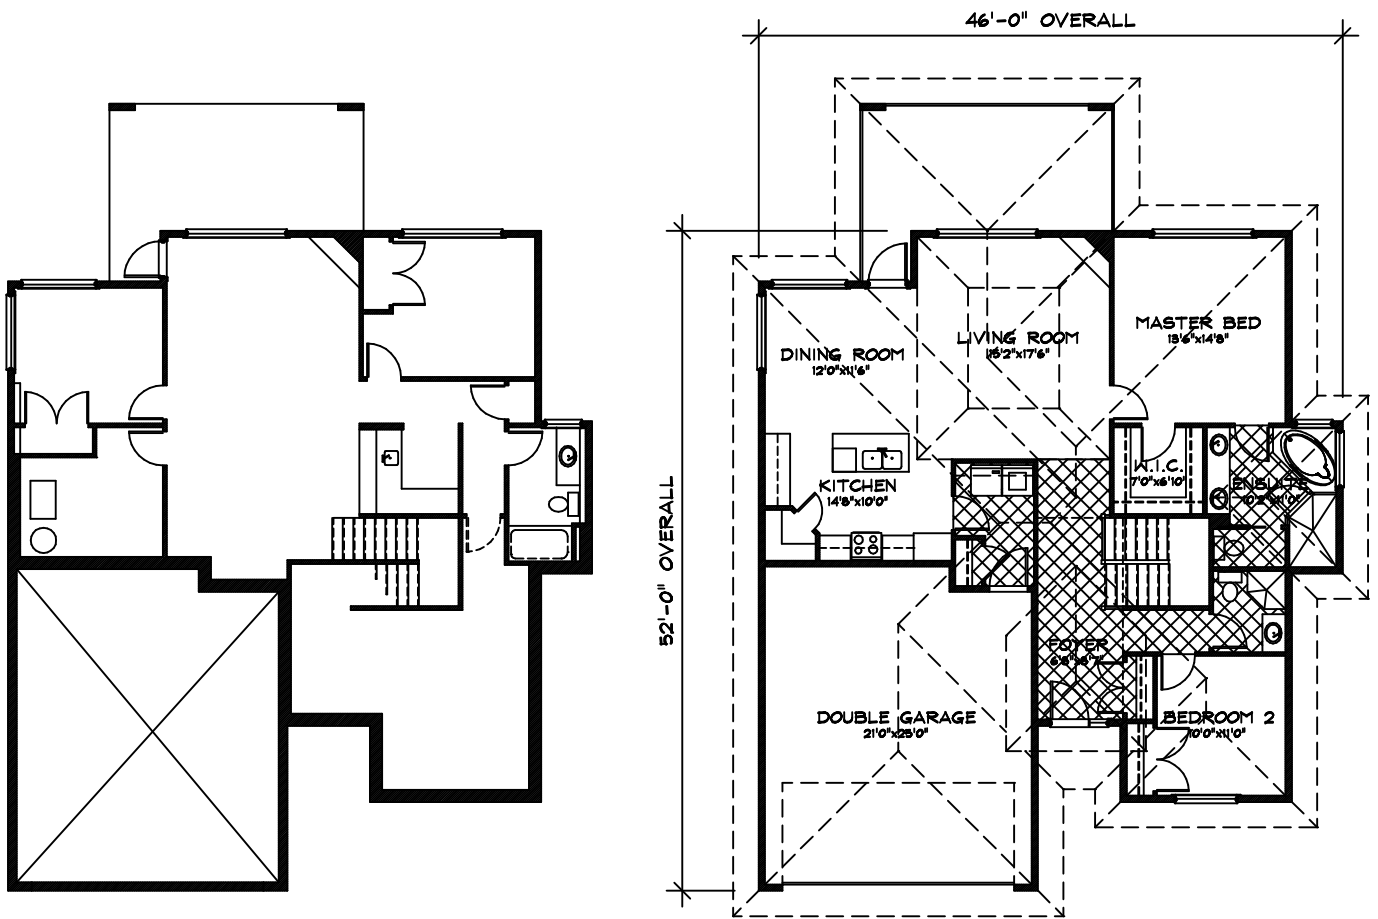 46'-0" OVERALL
MASTER BED
13'6"x14'8"
LIVING ROOM
15'2"x17'6"
DINING ROOM
12'0"x11'6"
W.I.C.
7'0"x6'10"
KITCHEN
14'8"x10'0"
ENSUITE
52'-0" OVERALL
FOYER
DOUBLE GARAGE
21'0"x25'0"
BEDROOM 2
10'0"x11'0"